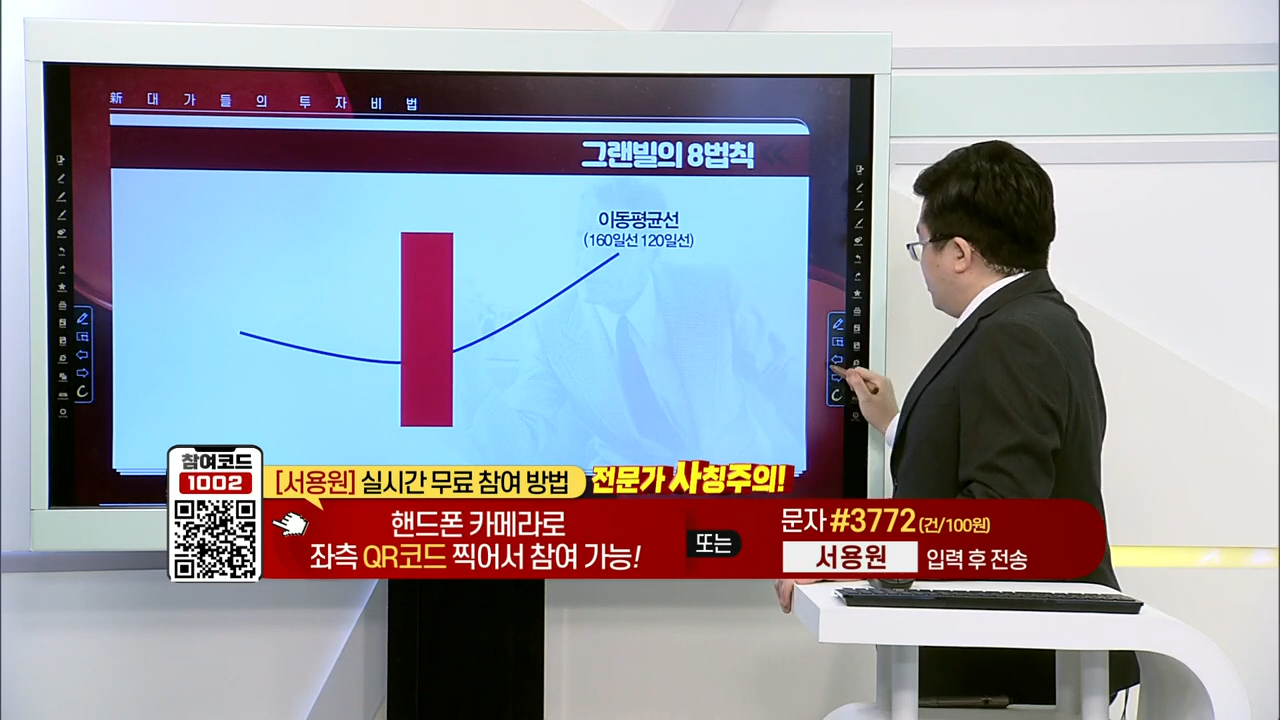 新 대 가 들 의 투 자 비 법
그랜빌의 8법칙
이동평균선
(160일선 120일선)
참여코드
1002
[서용원] 실시간 무료 참여 방법
전문가 사칭주의!
핸드폰 카메라로
좌측 QR코드 찍어서 참여 가능!
또는
문자 #3772 (건/100원)
서용원 입력 후 전송